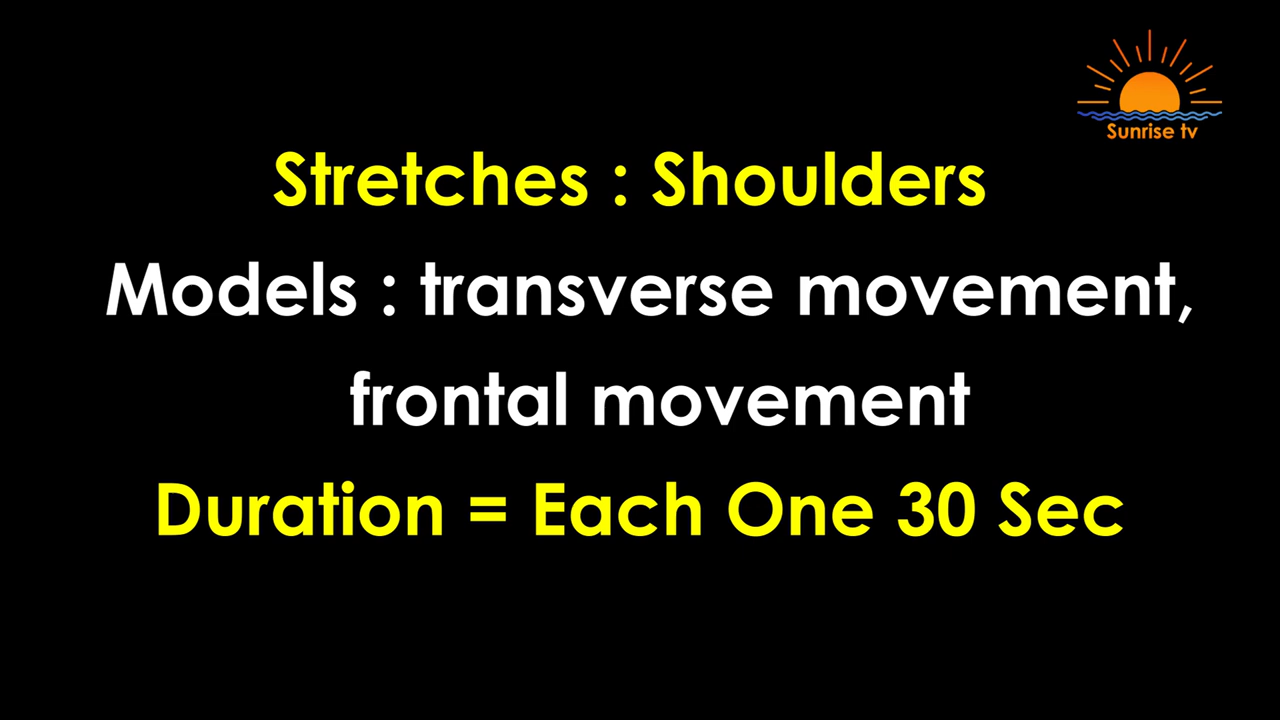 Sunrise tv
Stretches : Shoulders
Models : transverse movement,
frontal movement
Duration = Each One 30 Sec